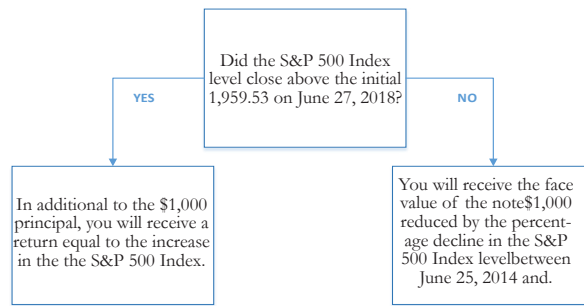 Did the S&P 500 Index
level close above the initial
1,959.53 on June 27, 2018?
YES
NO
In additional to the $1,000
principal, you will receive a
return equal to the increase
in the the S&P 500 Index.
You will receive the face
value of the note$1,000
reduced by the percent-
age decline in the S&P
500 Index levelbetween
June 25, 2014 and.